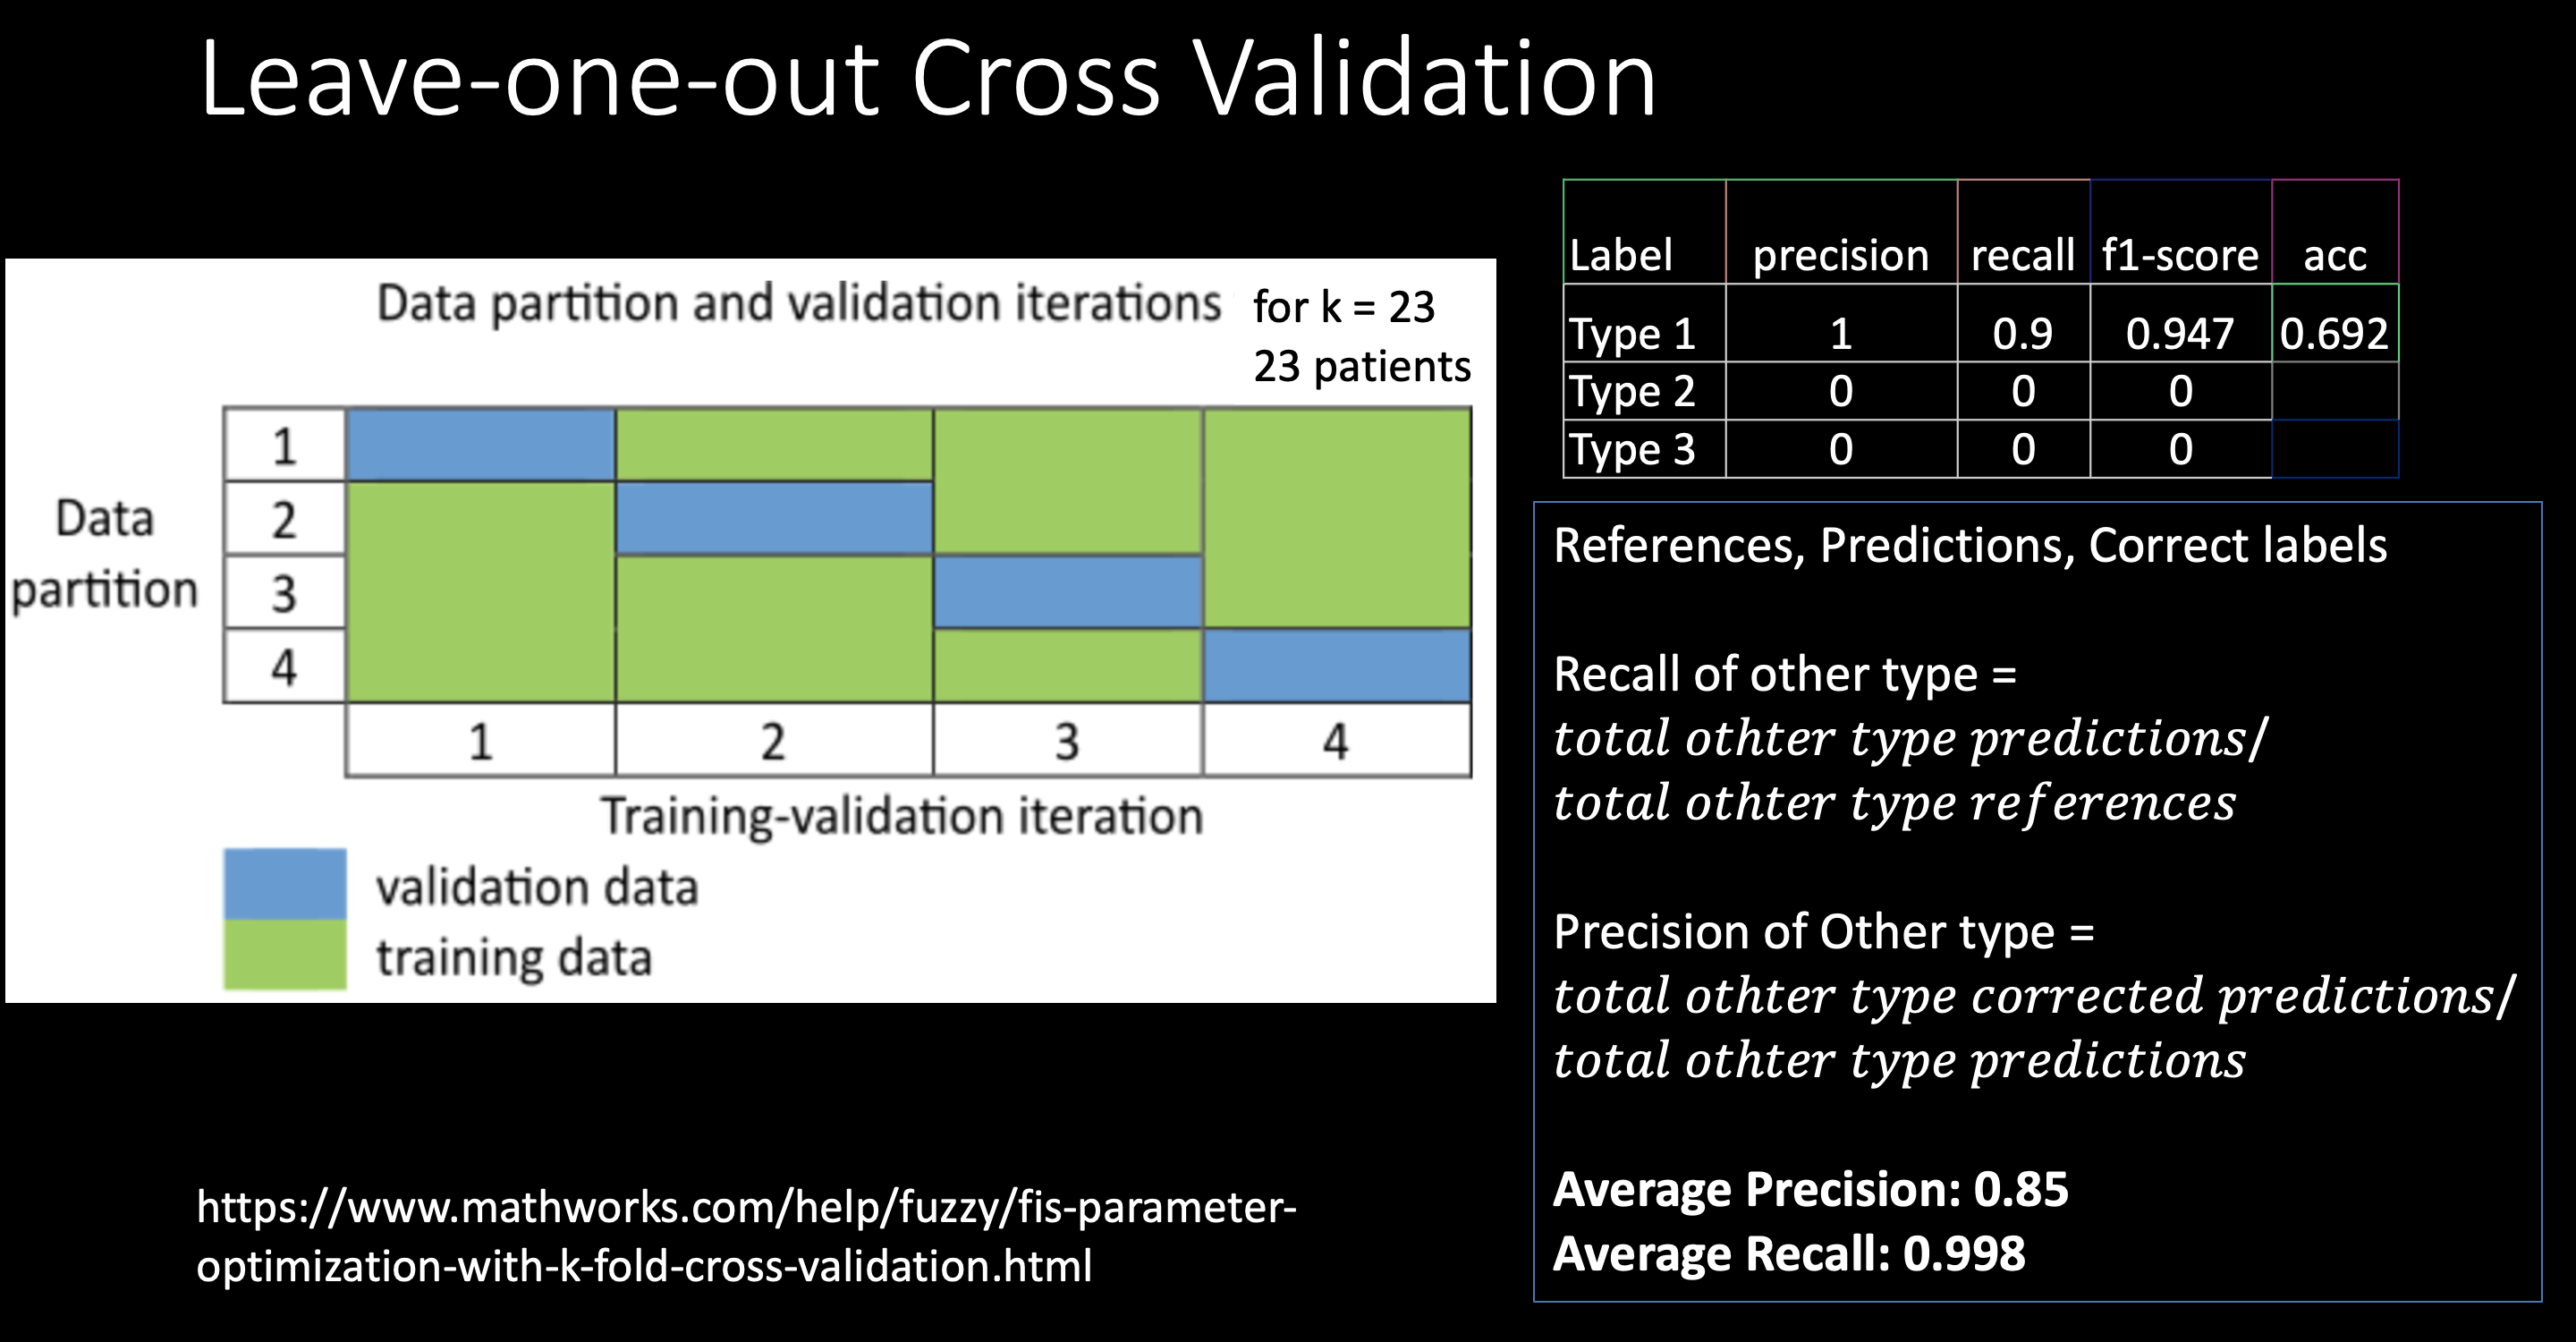 Leave-one-out Cross Validation
Data partition and validation iterations for k = 23
23 patients
1
2
3
4
Data
partition
1 2 3 4
Training-validation iteration
validation data
training data
https://www.mathworks.com/help/fuzzy/fis-parameter-
optimization-with-k-fold-cross-validation.html
Label precision recall f1-score acc
Type 1 1 0.9 0.947 0.692
Type 2 0 0 0
Type 3 0 0 0
References, Predictions, Correct labels
Recall of other type =
total othter type predictions/
total othter type references
Precision of Other type =
total othter type corrected predictions/
total othter type predictions
Average Precision: 0.85
Average Recall: 0.998